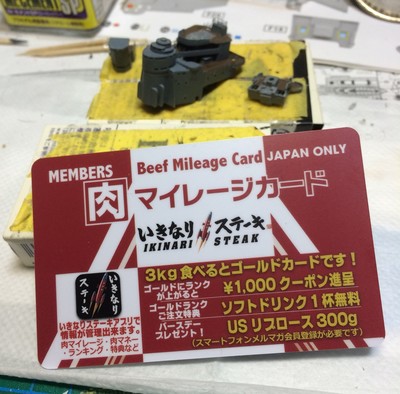 SP
MEMBERS
Beef Mileage Card JAPAN ONLY
肉 マイレージカード
いきなりステーキ
IKINARI STEAK
3kg食べるとゴールドカードです！
ゴールドにランクが上がると ¥1,000 クーポン進呈
ゴールドランクご注文特典 ソフトドリンク1杯無料
バースデープレゼント！ USリブロース300g
(スマートフォンメルマガ会員登録が必要です)
いきなり
ステーキ
いきなりステーキアプリで
情報が管理出来ます。
肉マイレージ・肉マネー
・ランキング・特典など